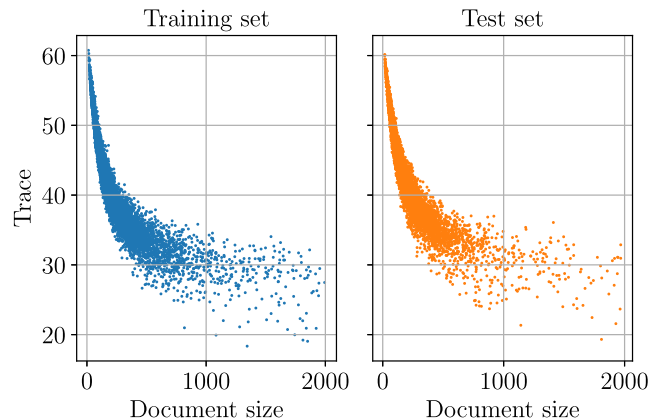 Training set
Test set
Trace
60
50
40
30
20
0
1000
2000
0
1000
2000
Document size
Document size